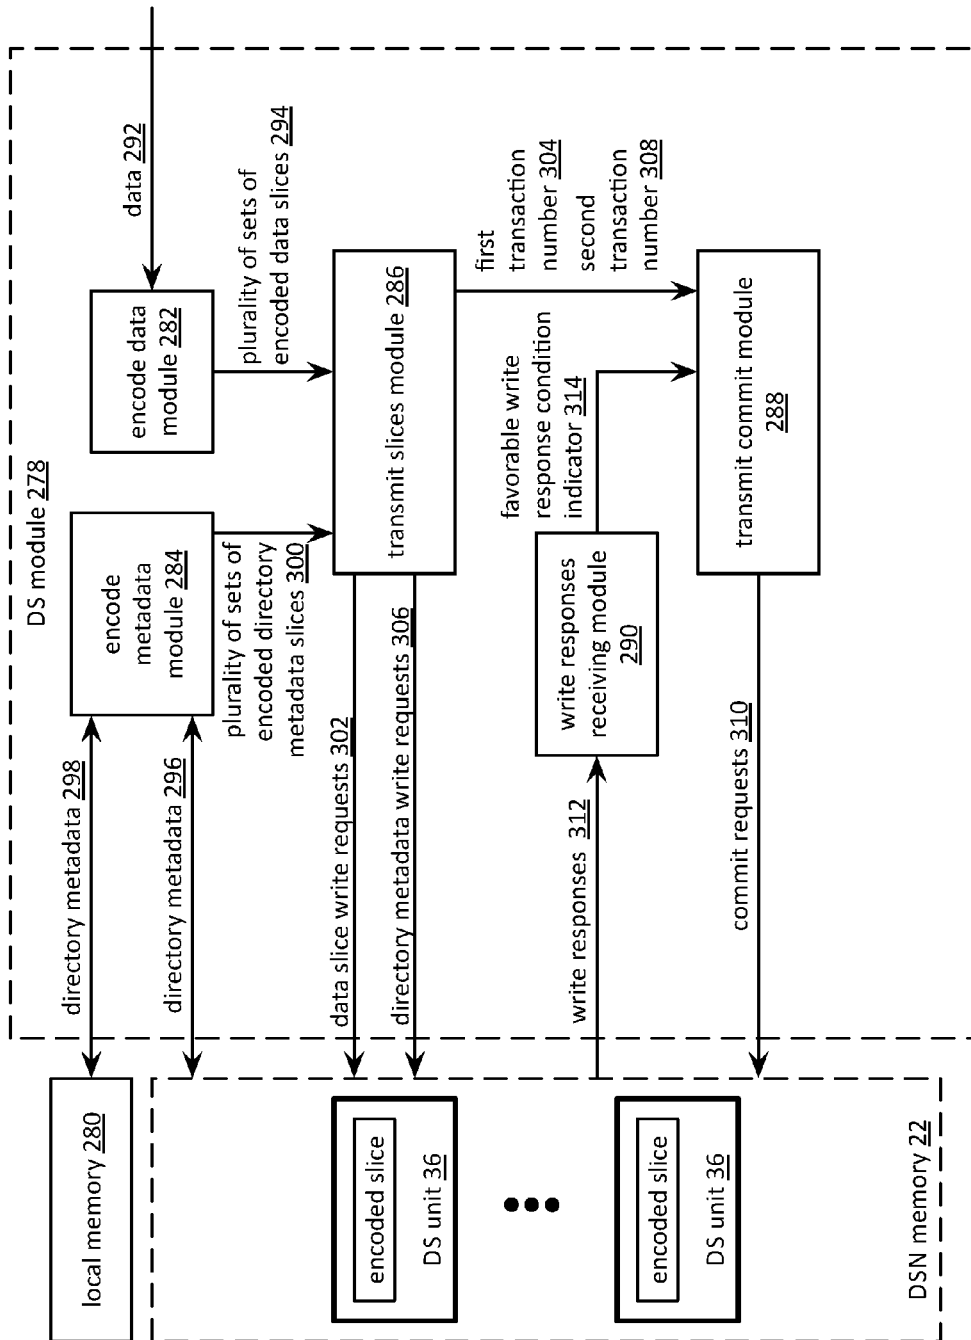 local memory 280
directory metadata 298
directory metadata 296
DS module 278
encode
metadata
module 284
encode data
module 282
data 292
plurality of sets of
encoded directory
metadata slices 300
plurality of sets of
encoded data slices 294
data slice write requests 302
directory metadata write requests 306
transmit slices module 286
first
transaction
number 304
second
transaction
number 308
encoded slice
DS unit 36
encoded slice
DS unit 36
DSN memory 22
write responses 312
write responses
receiving module
290
favorable write
response condition
indicator 314
commit requests 310
transmit commit module
288